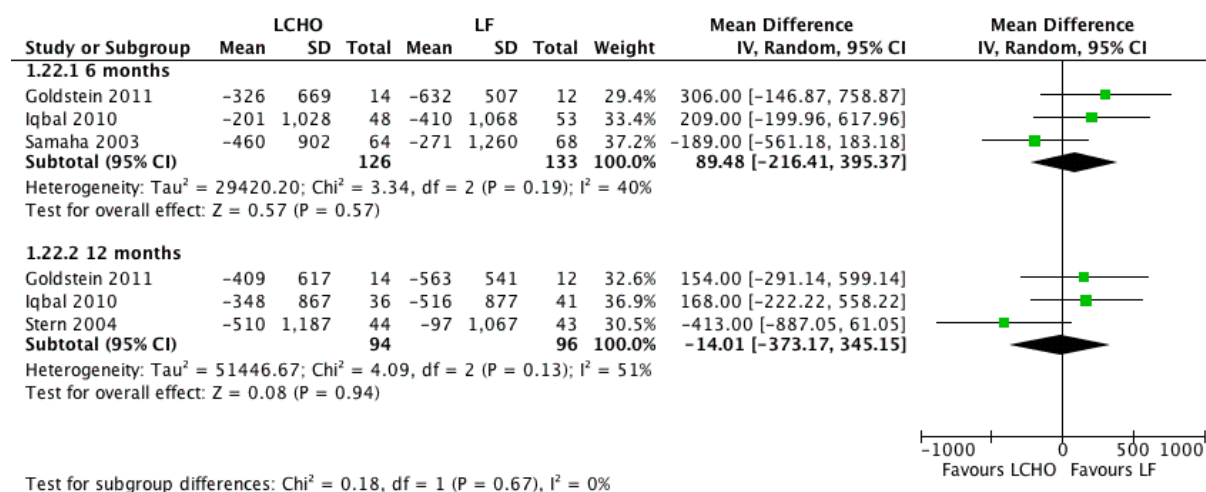 LCHO LF Mean Difference Mean Difference
Study or Subgroup Mean SD Total Mean SD Total Weight IV, Random, 95% CI IV, Random, 95% CI
1.22.1 6 months
Goldstein 2011 -326 669 14 -632 507 12 29.4% 306.00 [-146.87, 758.87]
Iqbal 2010 -201 1,028 48 -410 1,068 53 33.4% 209.00 [-199.96, 617.96]
Samaha 2003 -460 902 64 -271 1,260 68 37.2% -189.00 [-561.18, 183.18]
Subtotal (95% CI) 126 133 100.0% 89.48 [-216.41, 395.37]
Heterogeneity: Tau² = 29420.20; Chi² = 3.34, df = 2 (P = 0.19); I² = 40%
Test for overall effect: Z = 0.57 (P = 0.57)
1.22.2 12 months
Goldstein 2011 -409 617 14 -563 541 12 32.6% 154.00 [-291.14, 599.14]
Iqbal 2010 -348 867 36 -516 877 41 36.9% 168.00 [-222.22, 558.22]
Stern 2004 -510 1,187 44 -97 1,067 43 30.5% -413.00 [-887.05, 61.05]
Subtotal (95% CI) 94 96 100.0% -14.01 [-373.17, 345.15]
Heterogeneity: Tau² = 51446.67; Chi² = 4.09, df = 2 (P = 0.13); I² = 51%
Test for overall effect: Z = 0.08 (P = 0.94)
-1000 0 500 1000
Favours LCHO Favours LF
Test for subgroup differences: Chi² = 0.18, df = 1 (P = 0.67), I² = 0%